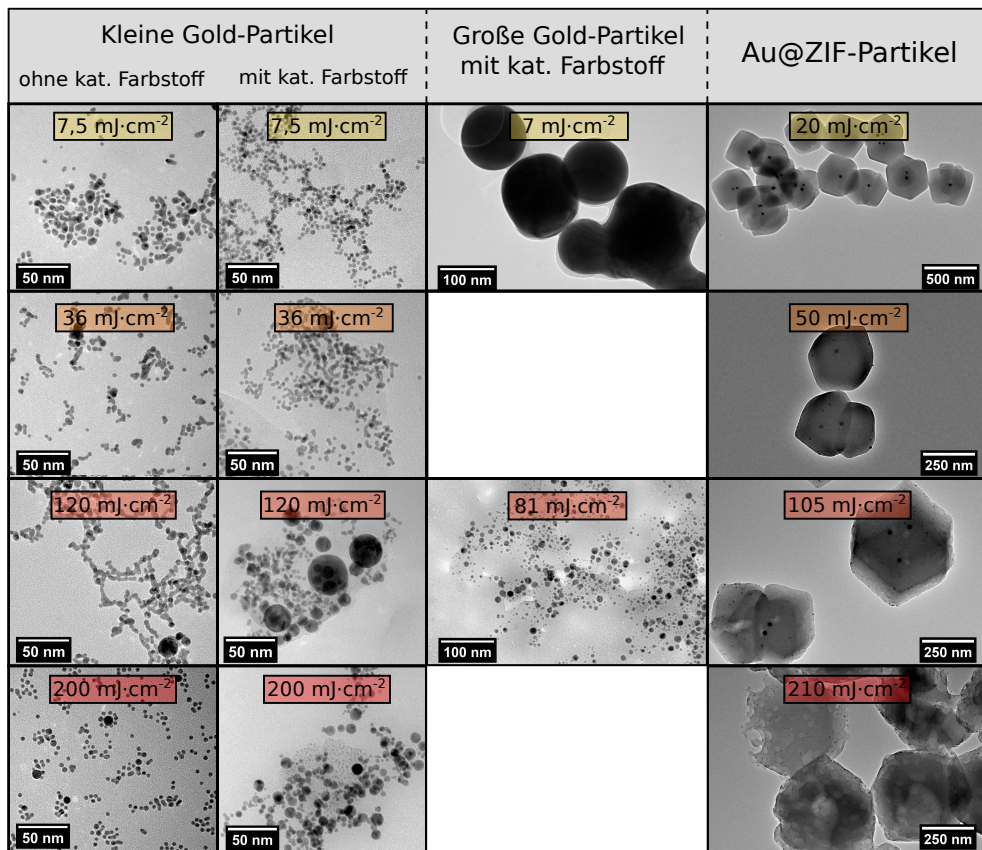 Kleine Gold-Partikel
ohne kat. Farbstoff
mit kat. Farbstoff
Große Gold-Partikel
mit kat. Farbstoff
Au@ZIF-Partikel
7,5 mJ·cm⁻²
7,5 mJ·cm⁻²
7 mJ·cm⁻²
20 mJ·cm⁻²
50 nm
50 nm
100 nm
500 nm
36 mJ·cm⁻²
36 mJ·cm⁻²
50 mJ·cm⁻²
50 nm
50 nm
250 nm
120 mJ·cm⁻²
120 mJ·cm⁻²
81 mJ·cm⁻²
105 mJ·cm⁻²
50 nm
50 nm
100 nm
250 nm
200 mJ·cm⁻²
200 mJ·cm⁻²
210 mJ·cm⁻²
50 nm
50 nm
250 nm